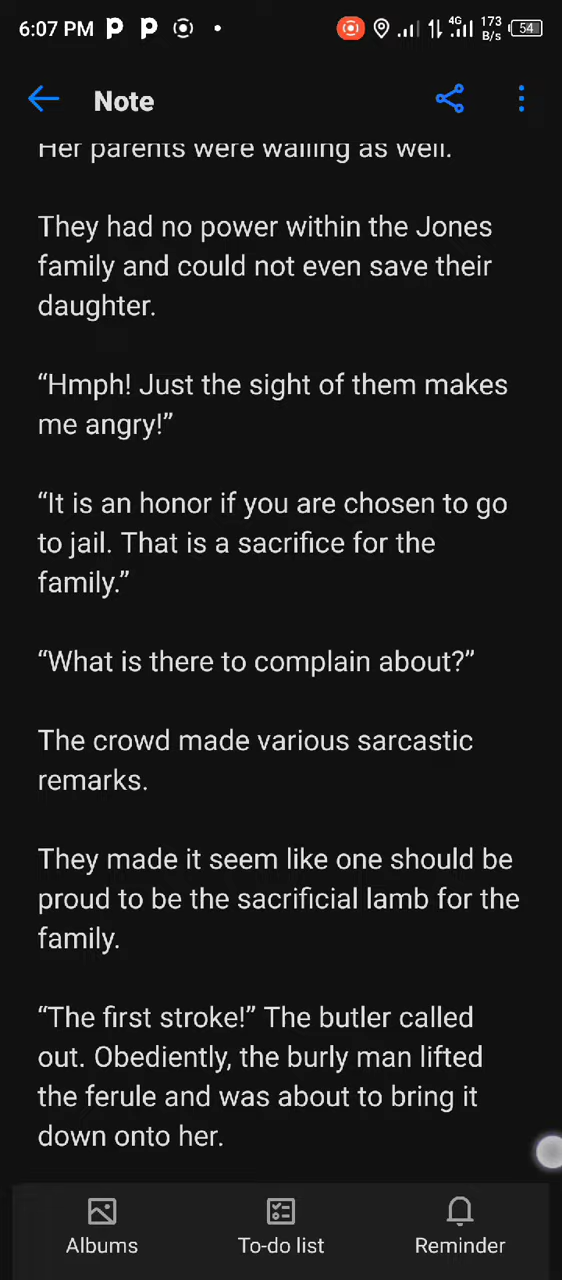 6:07 PM
4G
173
B/s
54
Note
Her parents were wailing as well.
They had no power within the Jones
family and could not even save their
daughter.
“Hmph! Just the sight of them makes
me angry!”
“It is an honor if you are chosen to go
to jail. That is a sacrifice for the
family.”
“What is there to complain about?”
The crowd made various sarcastic
remarks.
They made it seem like one should be
proud to be the sacrificial lamb for the
family.
“The first stroke!” The butler called
out. Obediently, the burly man lifted
the ferule and was about to bring it
down onto her.
Albums
To-do list
Reminder